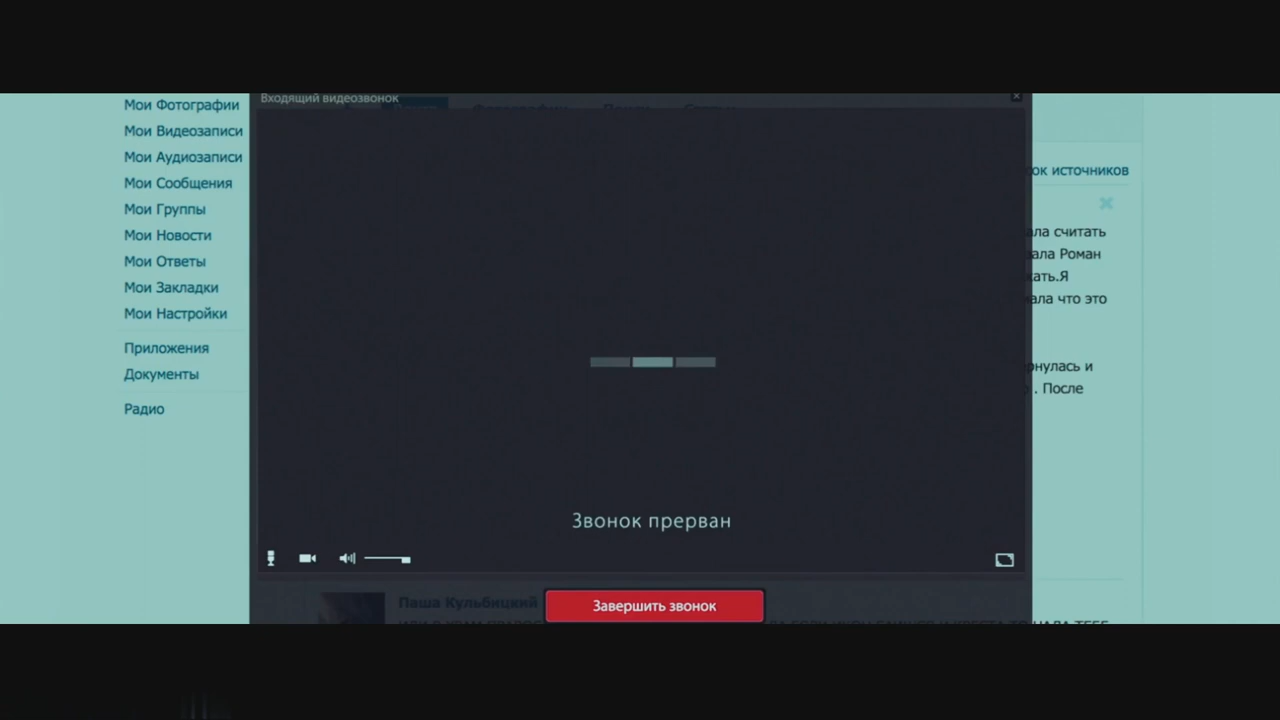 Входящий видеозвонок
Мои Фотографии
Мои Видеозаписи
Мои Аудиозаписи
Мои Сообщения
Мои Группы
Мои Новости
Мои Ответы
Мои Закладки
Мои Настройки
Приложения
Документы
Радио
ок источников
ала считать
ала Роман
хать.Я
ала что это
рнулась и
. После
Звонок прерван
Паша Кульбицкий
Завершить звонок